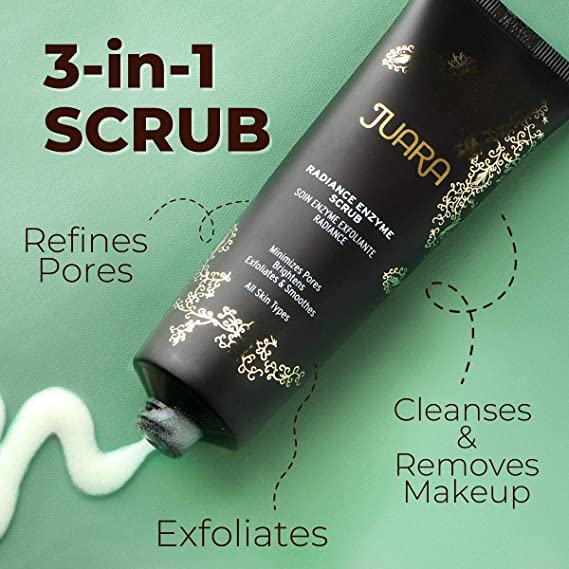 3-in-1
SCRUB
JUARA
RADIANCE ENZYME
SCRUB
SOIN ENZYME EXFOLIANTE
RADIANCE
Minimizes Pores
Brightens
Exfoliates & Smoothes
All Skin Types
Refines
Pores
Cleanses
&
Removes
Makeup
Exfoliates